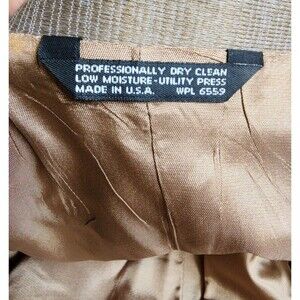 PROFESSIONALLY DRY CLEAN
LOW MOISTURE-UTILITY PRESS
MADE IN U.S.A. WPL 6559